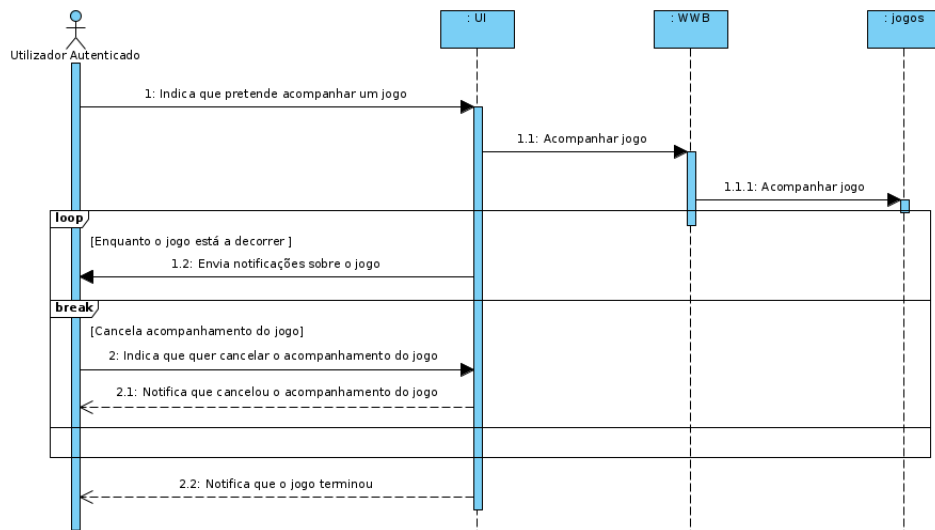 : UI
: WWB
: jogos
Utilizador Autenticado
1: Indica que pretende acompanhar um jogo
1.1: Acompanhar jogo
1.1.1: Acompanhar jogo
loop
[Enquanto o jogo está a decorrer ]
1.2: Envia notificações sobre o jogo
break
[Cancela acompanhamento do jogo]
2: Indica que quer cancelar o acompanhamento do jogo
2.1: Notifica que cancelou o acompanhamento do jogo
2.2: Notifica que o jogo terminou